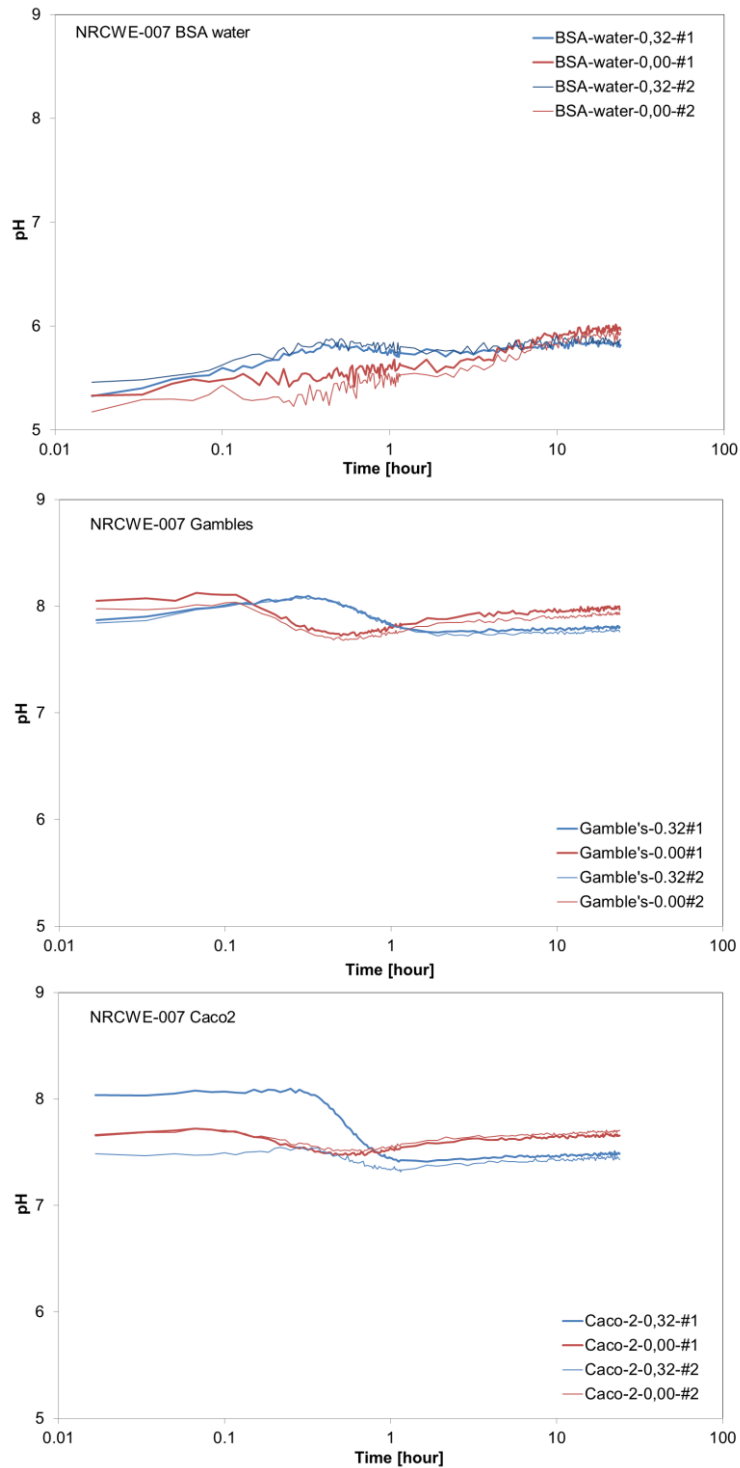 9
NRCWE-007 BSA water
BSA-water-0,32-#1
BSA-water-0,00-#1
BSA-water-0,32-#2
BSA-water-0,00-#2
8
7
pH
6
5
0.01
0.1
1
10
100
Time [hour]
9
NRCWE-007 Gambles
8
7
pH
6
Gamble's-0.32#1
Gamble's-0.00#1
Gamble's-0.32#2
Gamble's-0.00#2
5
0.01
0.1
1
10
100
Time [hour]
9
NRCWE-007 Caco2
8
7
pH
6
Caco-2-0,32-#1
Caco-2-0,00-#1
Caco-2-0,32-#2
Caco-2-0,00-#2
5
0.01
0.1
1
10
100
Time [hour]